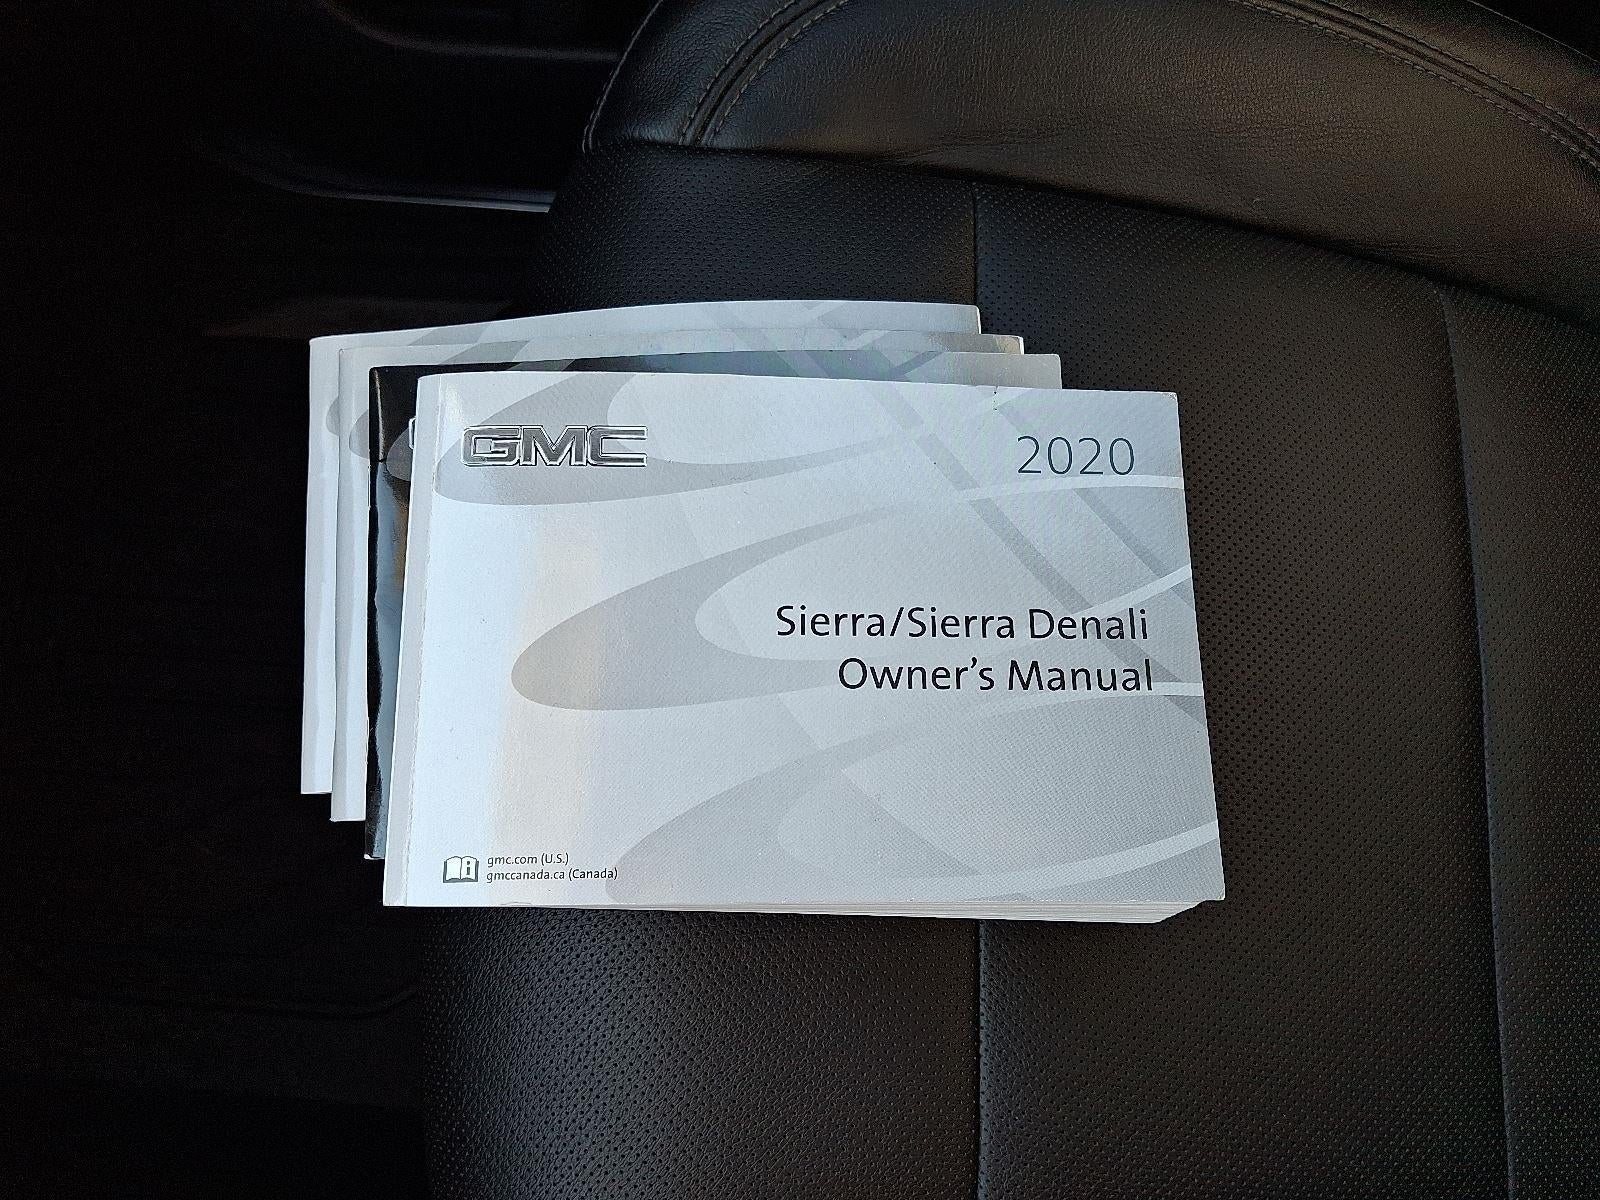 GMC
2020
Sierra/Sierra Denali
Owner's Manual
gmc.com (U.S.)
gmccanada.ca (Canada)